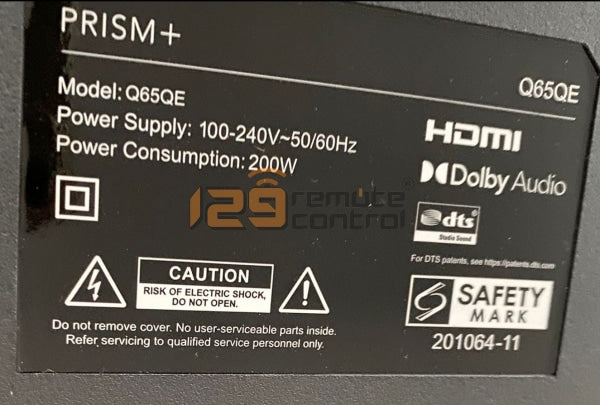 PRISM+
Q65QE
Model: Q65QE
Power Supply: 100-240V~50/60Hz
Power Consumption: 200W
HDMI
Dolby Audio
129 remote control
dts
Studio Sound
For DTS patents, see https://patents.dts.com.
CAUTION
RISK OF ELECTRIC SHOCK,
DO NOT OPEN.
Do not remove cover. No user-serviceable parts inside.
Refer servicing to qualified service personnel only.
SAFETY
MARK
201064-11